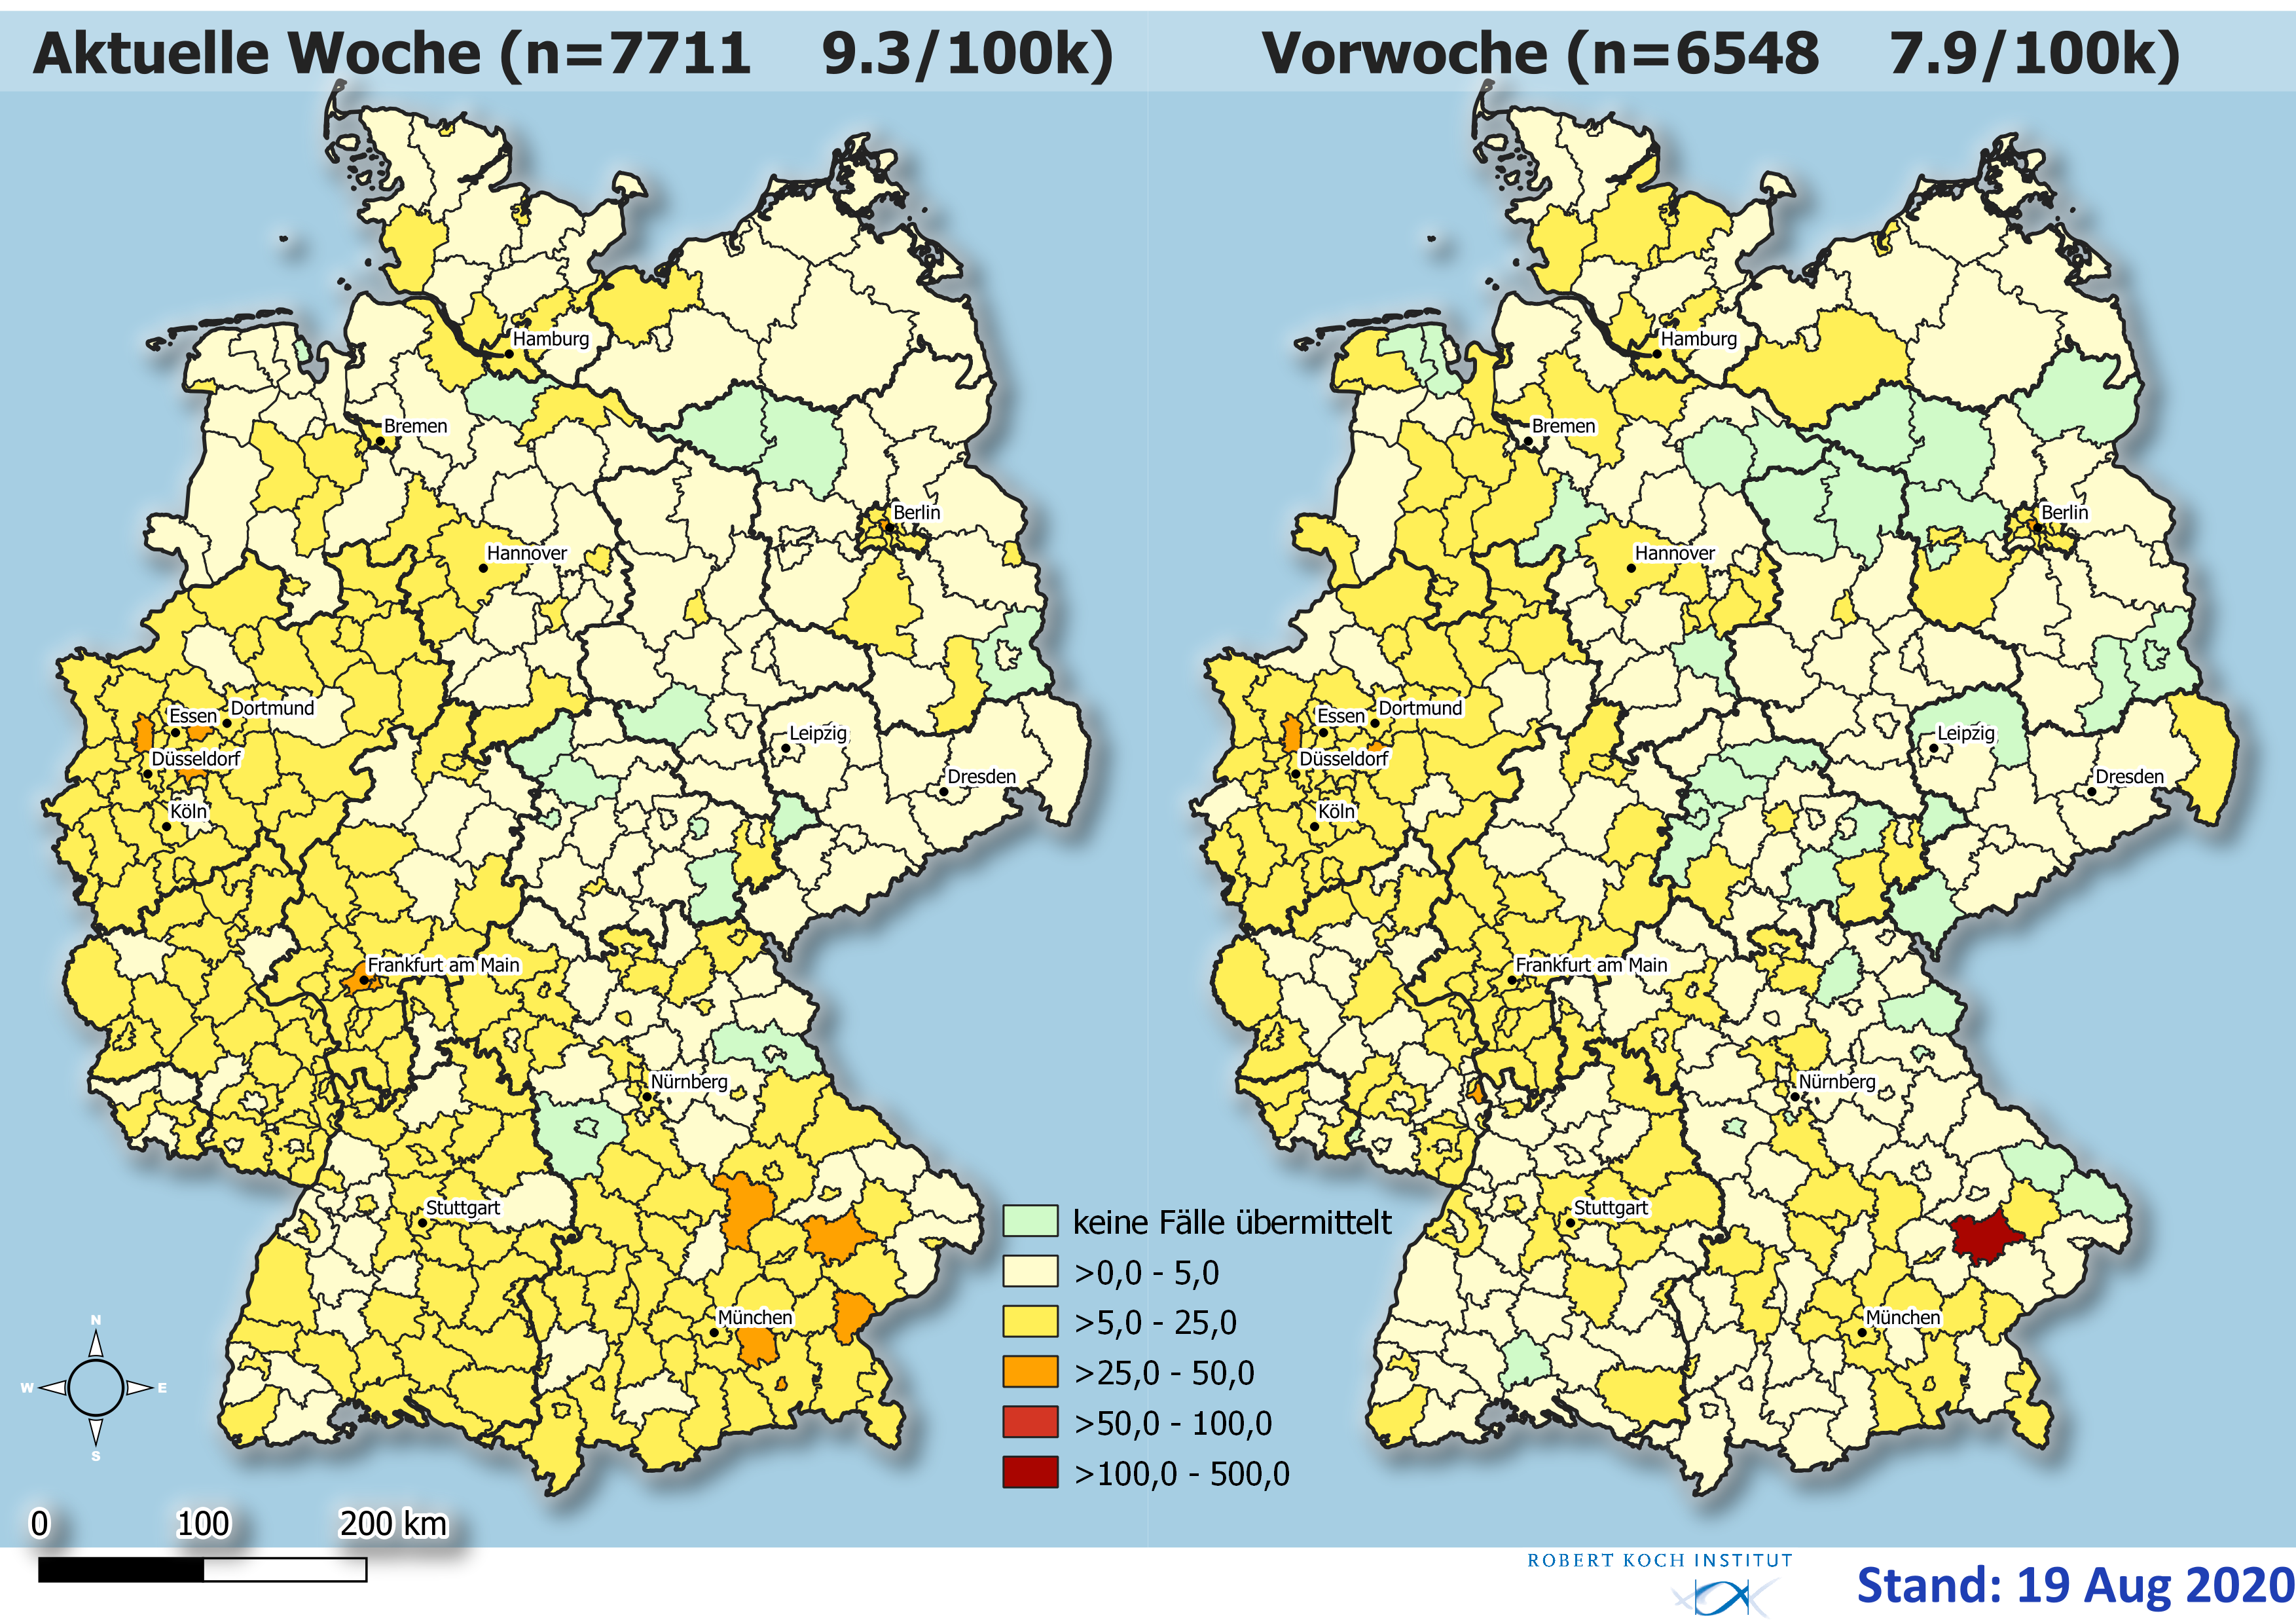 Aktuelle Woche (n=7711 9.3/100k)
Vorwoche (n=6548 7.9/100k)
Hamburg
Bremen
Berlin
Hannover
Essen
Dortmund
Düsseldorf
Leipzig
Dresden
Köln
Frankfurt am Main
Nürnberg
Stuttgart
München
Hamburg
Bremen
Berlin
Hannover
Essen
Dortmund
Düsseldorf
Leipzig
Dresden
Köln
Frankfurt am Main
Nürnberg
Stuttgart
München
keine Fälle übermittelt
>0,0 - 5,0
>5,0 - 25,0
>25,0 - 50,0
>50,0 - 100,0
>100,0 - 500,0
N
W E
S
0 100 200 km
ROBERT KOCH INSTITUT
Stand: 19 Aug 2020